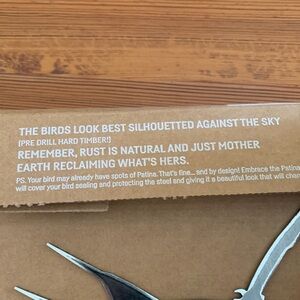 THE BIRDS LOOK BEST SILHOUETTED AGAINST THE SKY
(PRE DRILL HARD TIMBER!)
REMEMBER, RUST IS NATURAL AND JUST MOTHER
EARTH RECLAIMING WHAT'S HERS.
PS. Your bird may already have spots of Patina. That's fine... and by design! Embrace the Patina
will cover your bird sealing and protecting the steel and giving it a beautiful look that will chan